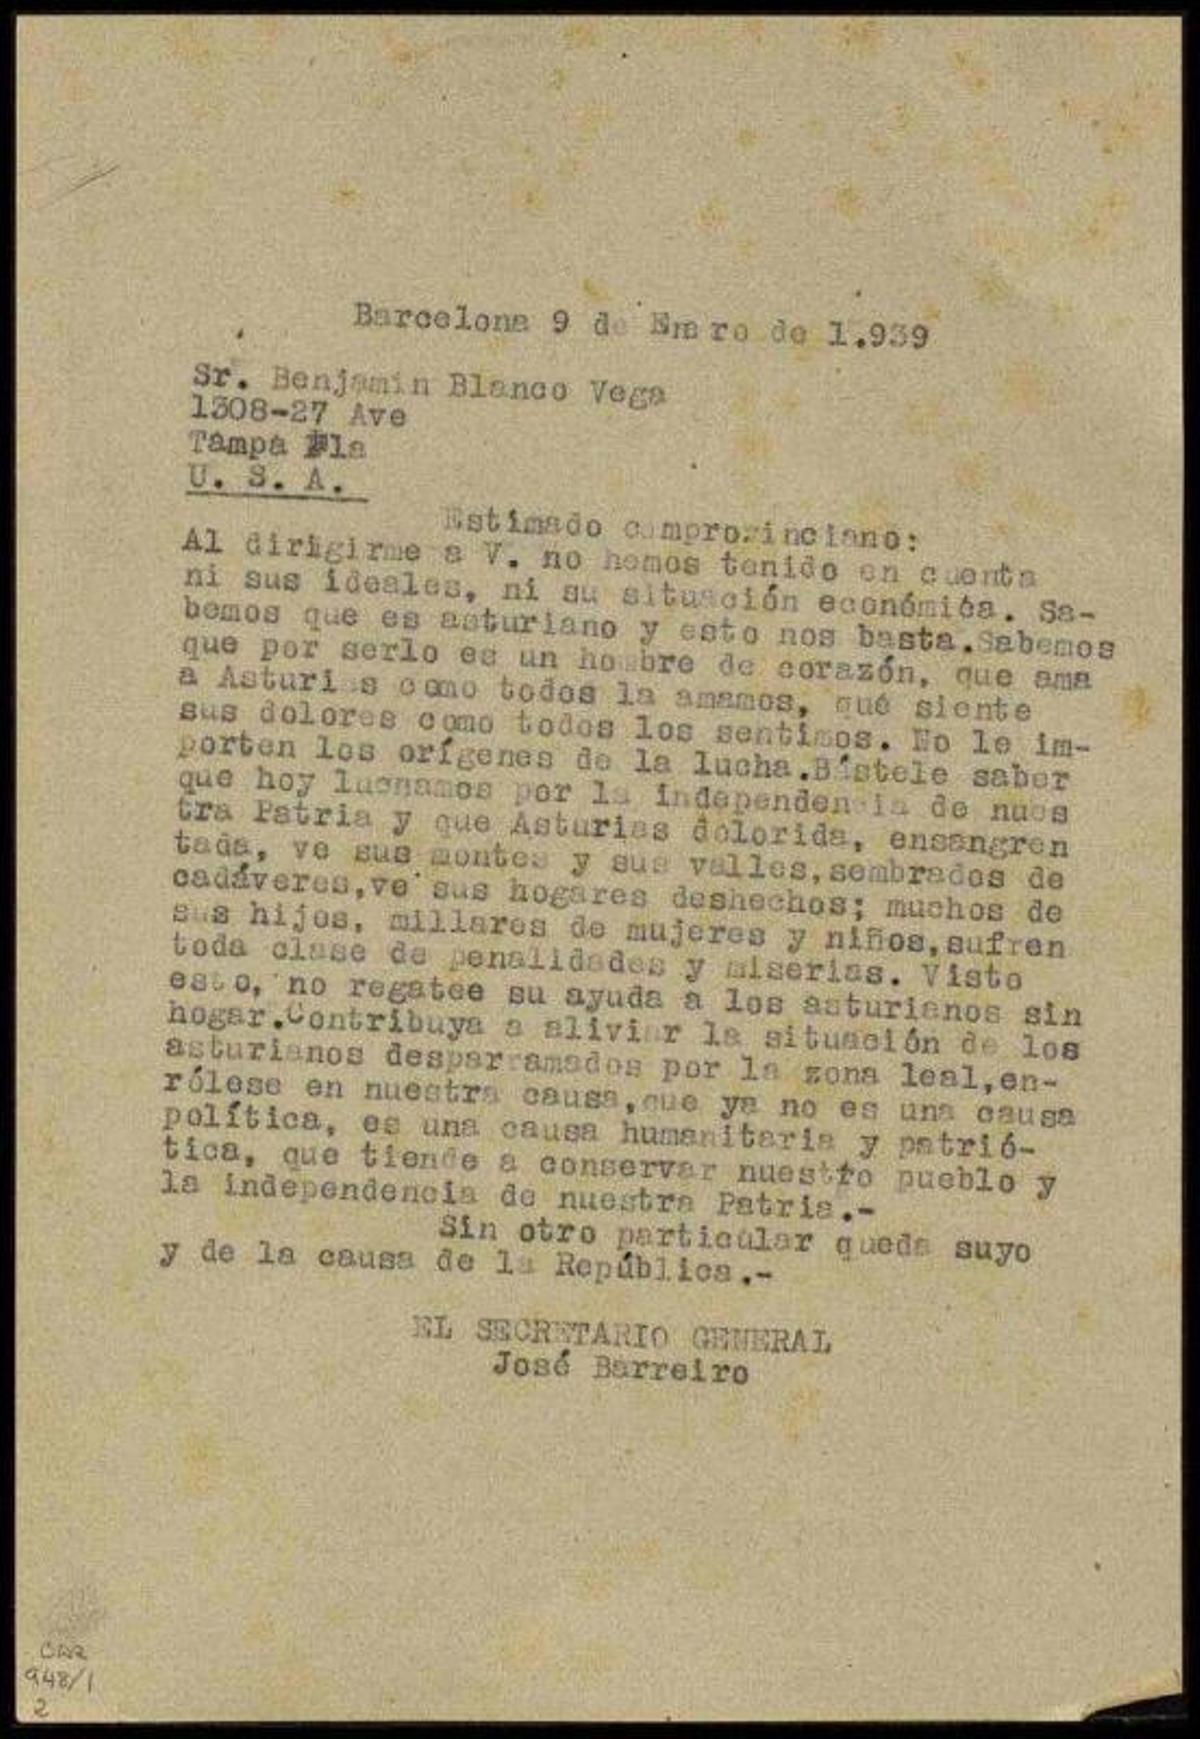 Barcelona 9 de Enero de 1.939
Sr. Benjamin Blanco Vega
1308-27 Ave
Tampa Fla
U. S. A.
Estimado comprovinciano:
Al dirigirme a V. no hemos tenido en cuenta
ni sus ideales, ni su situación económica. Sa-
bemos que es asturiano y esto nos basta.Sabemos
que por serlo es un hombre de corazón, que ama
a Asturias como todos la amamos, qué siente
sus dolores como todos los sentimos. No le im-
porten los orígenes de la lucha.Bástele saber
que hoy luchamos por la independencia de nues
tra Patria y que Asturias dolorida, ensangren
tada, ve sus montes y sus valles,sembrados de
cadáveres,ve sus hogares deshechos; muchos de
sus hijos, millares de mujeres y niños,sufren
toda clase de penalidades y miserias. Visto
esto, no regatee su ayuda a los asturianos sin
hogar.Contribuya a aliviar la situación de los
asturianos desparramados por la zona leal,en-
rólese en nuestra causa,que ya no es una causa
política, es una causa humanitaria y patrió-
tica, que tiende a conservar nuestro pueblo y
la independencia de nuestra Patria.-
Sin otro particular queda suyo
y de la causa de la República.-
EL SECRETARIO GENERAL
José Barreiro
CAR
948/1
2